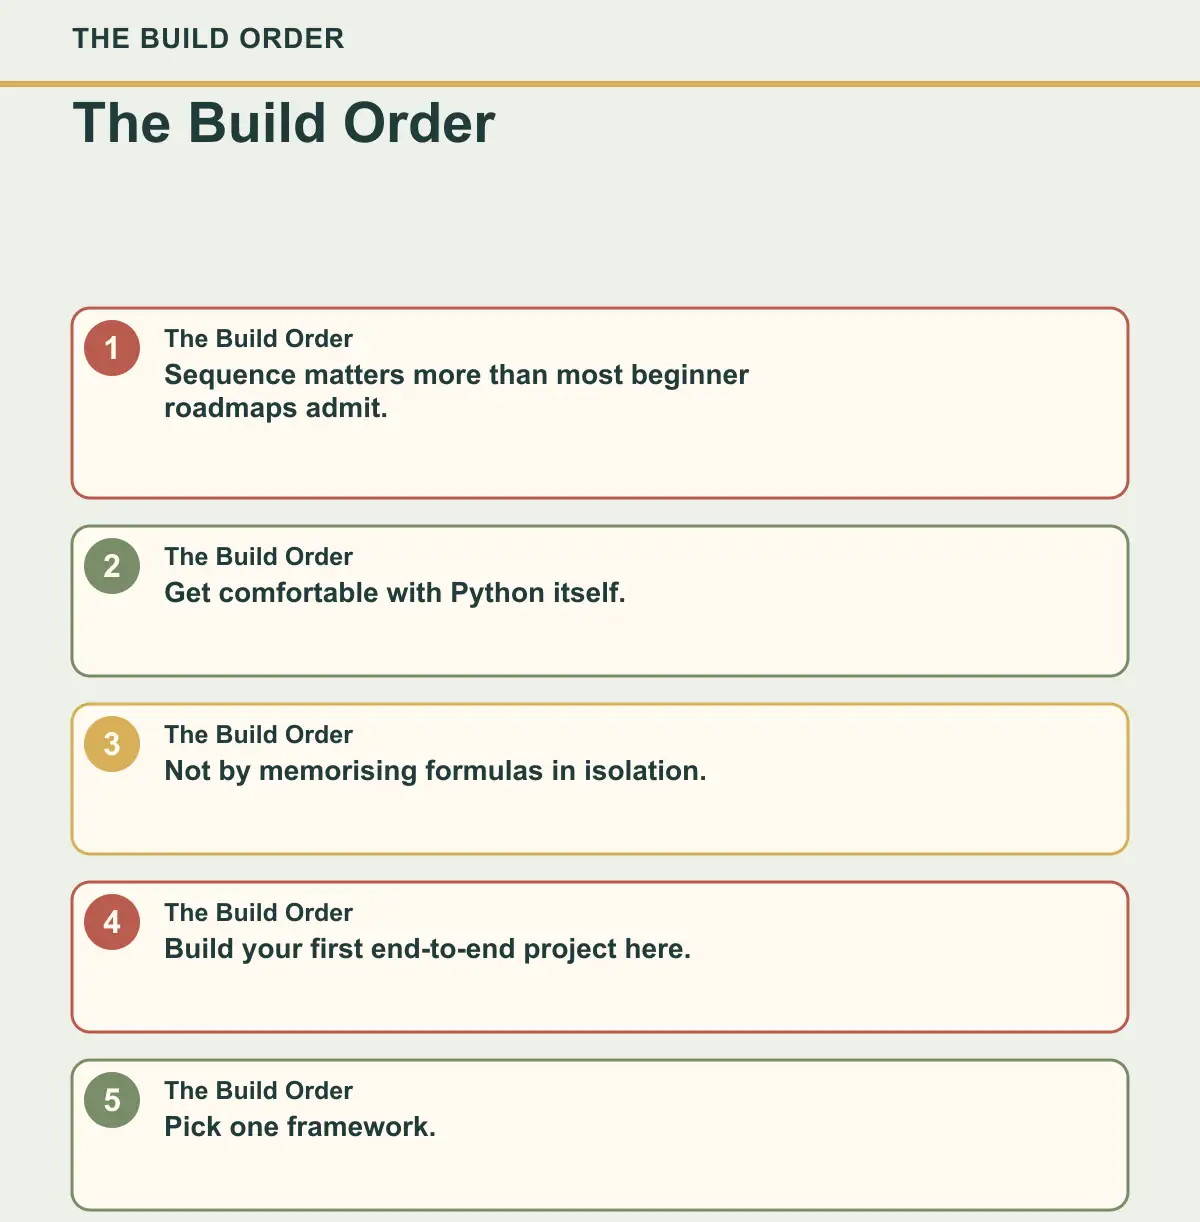 THE BUILD ORDER
The Build Order
1
The Build Order
Sequence matters more than most beginner
roadmaps admit.
2
The Build Order
Get comfortable with Python itself.
3
The Build Order
Not by memorising formulas in isolation.
4
The Build Order
Build your first end-to-end project here.
5
The Build Order
Pick one framework.